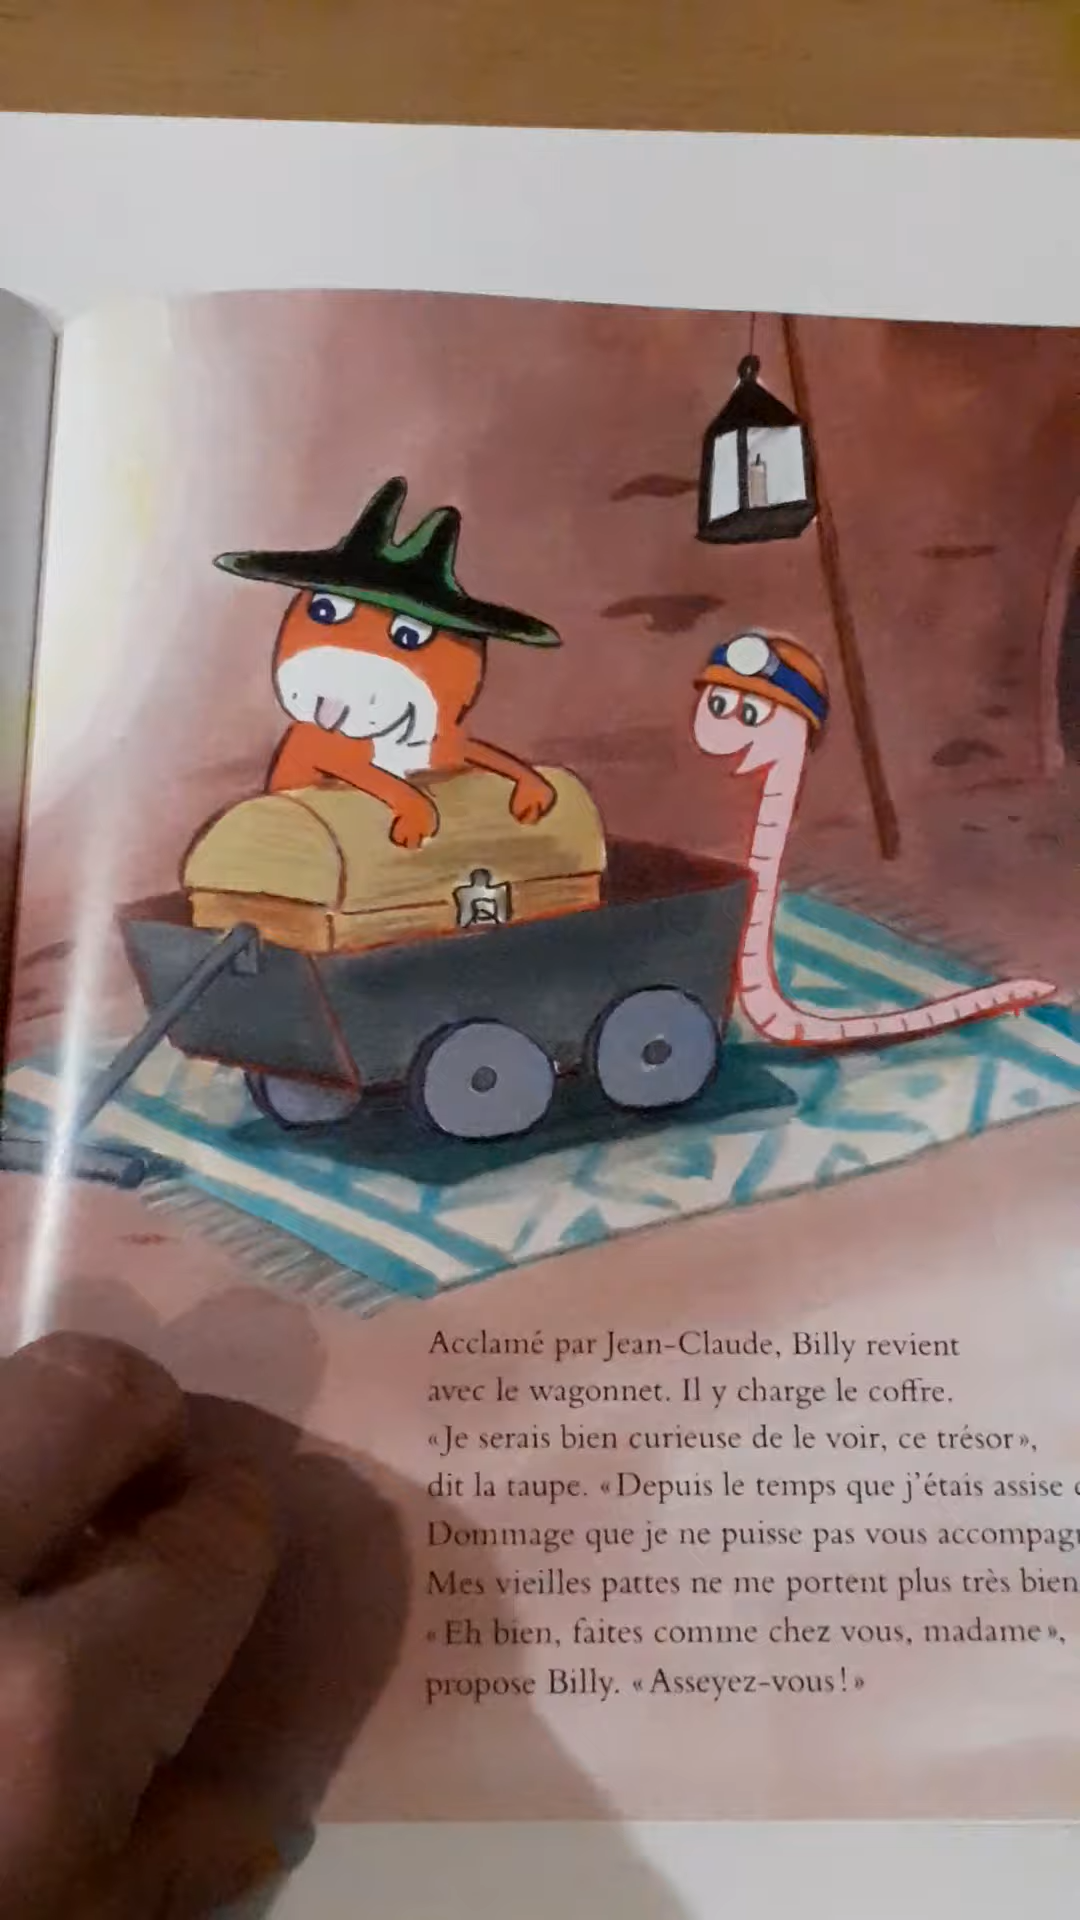 Acclamé par Jean-Claude, Billy revient
avec le wagonnet. Il y charge le coffre.
«Je serais bien curieuse de le voir, ce trésor»,
dit la taupe. «Depuis le temps que j'étais assise
Dommage que je ne puisse pas vous
Mes vieilles pattes ne me portent plus très bien
«Eh bien, faites comme chez vous, madame»,
propose Billy. «Asseyez-vous!»